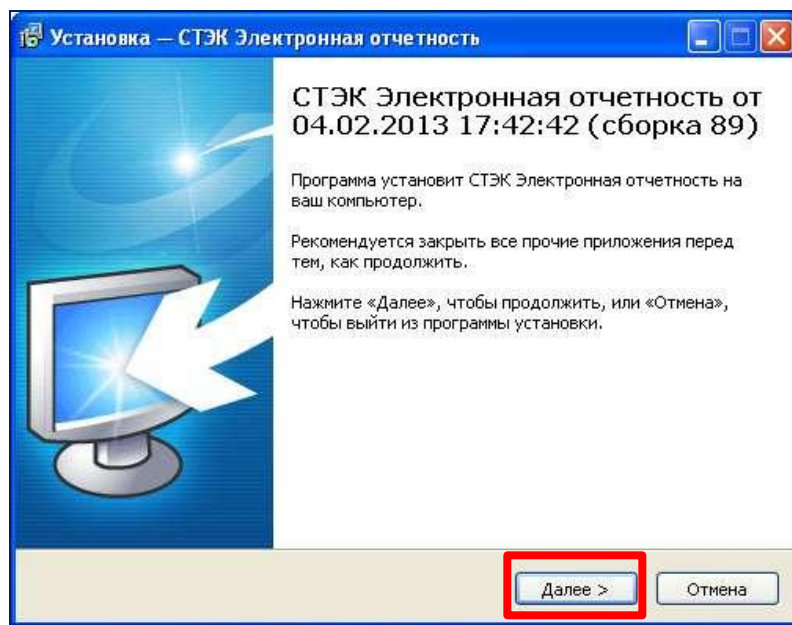 Установка — СТЭК Электронная отчетность
СТЭК Электронная отчетность от
04.02.2013 17:42:42 (сборка 89)
Программа установит СТЭК Электронная отчетность на
ваш компьютер.
Рекомендуется закрыть все прочие приложения перед
тем, как продолжить.
Нажмите «Далее», чтобы продолжить, или «Отмена»,
чтобы выйти из программы установки.
Далее >
Отмена